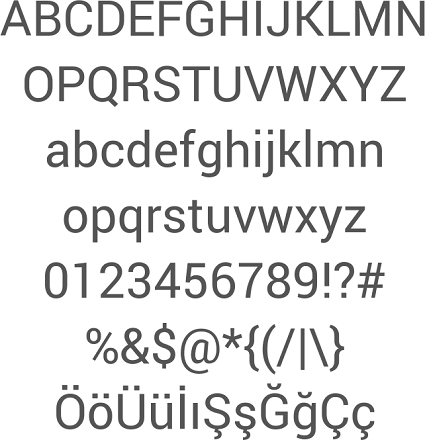 ABCDEFGHIJKLMN
OPQRSTUVWXYZ
abcdefghijklmn
opqrstuvwxyz
0123456789!?#
%&$@*{(/|\}
ÖöÜüİıŞşĞğÇç